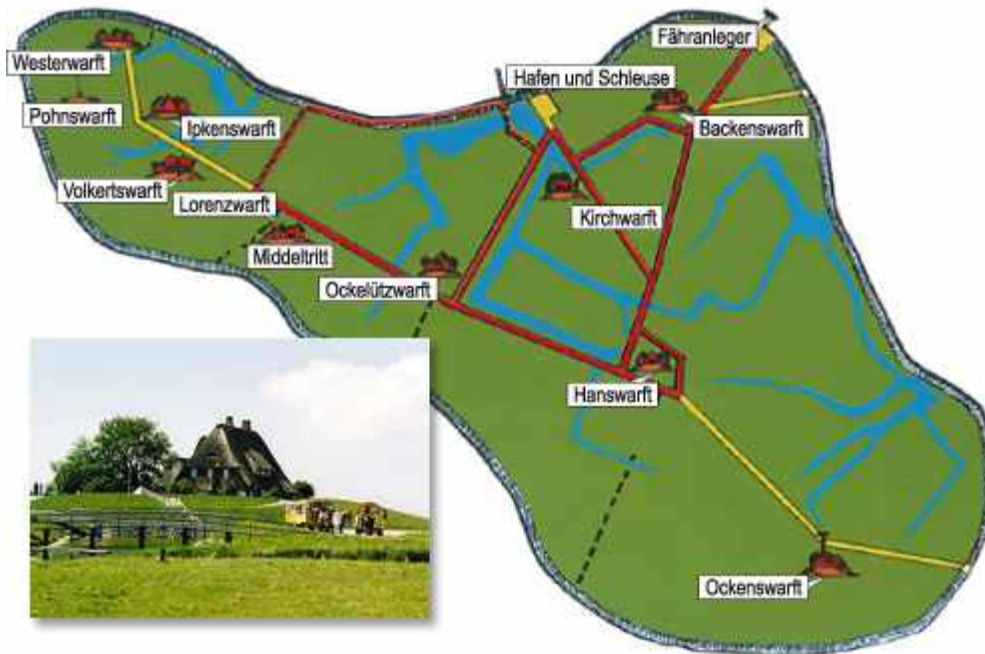 Fähranleger
Westerwarft
Hafen und Schleuse
Pohnswarft
Ipkenswarft
Backenswarft
Volkertswarft
Lorenzwarft
Kirchwarft
Middeltritt
Ockelützwarft
Hanswarft
Ockenswarft